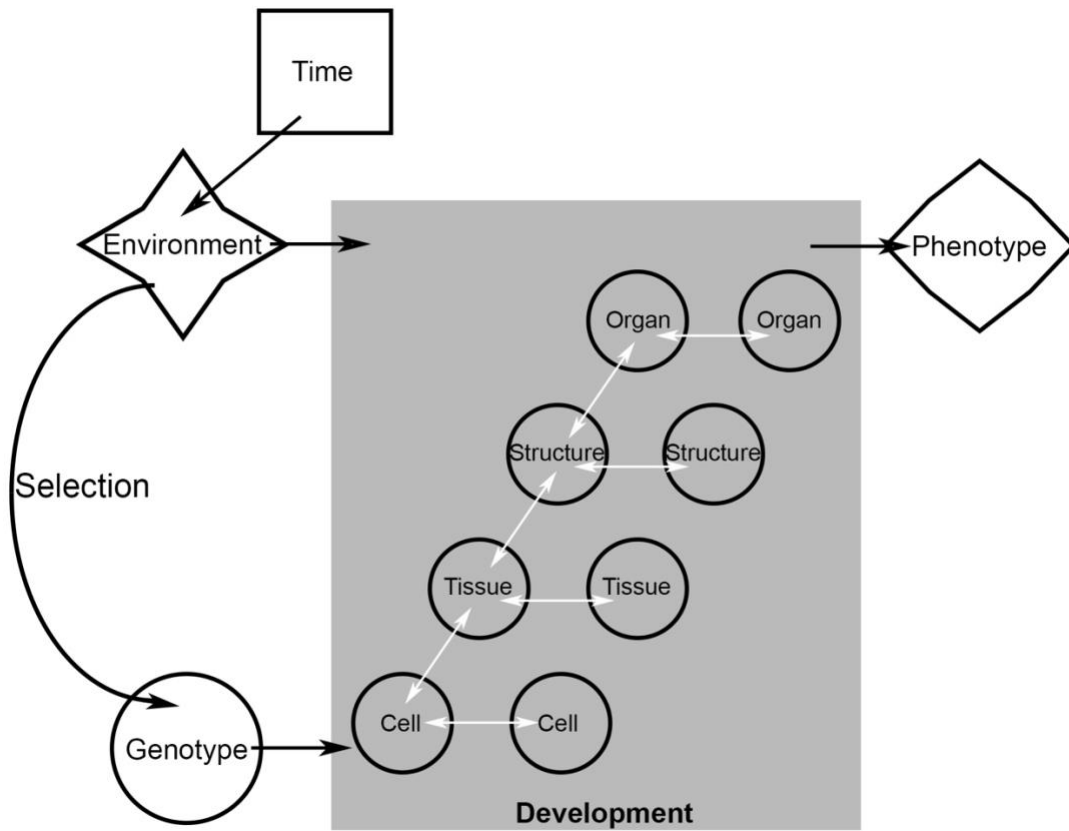 Time
Environment
Phenotype
Organ
Organ
Structure
Structure
Selection
Tissue
Tissue
Cell
Cell
Genotype
Development